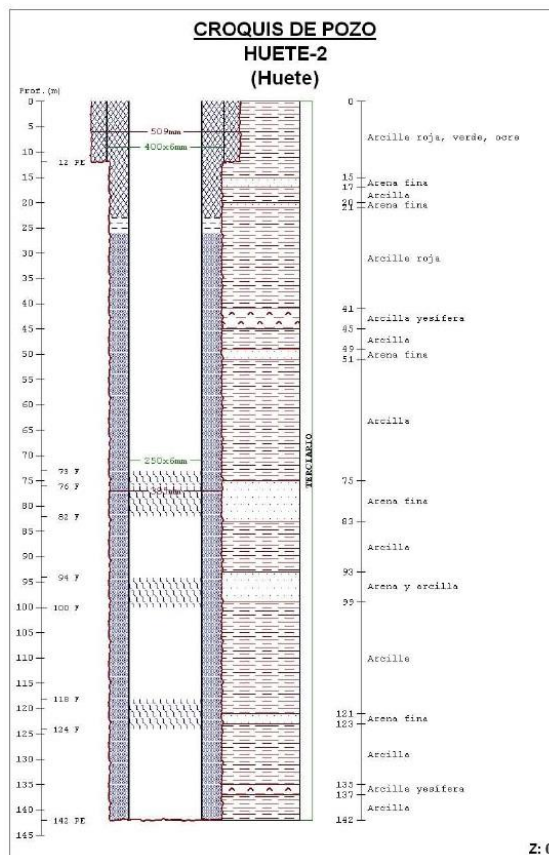 CROQUIS DE POZO
HUETE-2
(Huete)
Prof.(m)
0
0
5
509mm
Arcilla roja, verde, ocre
400x6mm
10
12 PE
15
15
17
Arena fina
Arcilla
20
20
21
Arena fina
25
30
Arcilla roja
35
40
41
Arcilla yesifera
45
45
Arcilla
49
Arena fina
50
51
55
60
Arcilla
65
70
250x6mm
73 F
75
75
76 F
TERCIARIO
Arena fina
80
82 F
83
85
Arcilla
90
93
94 F
95
Arena y arcilla
99
100
100 F
105
110
Arcilla
115
118 F
120
121
Arena fina
123
124 F
125
130
Arcilla
135
135
Arcilla yesifera
137
140
Arcilla
142 PE
142
145